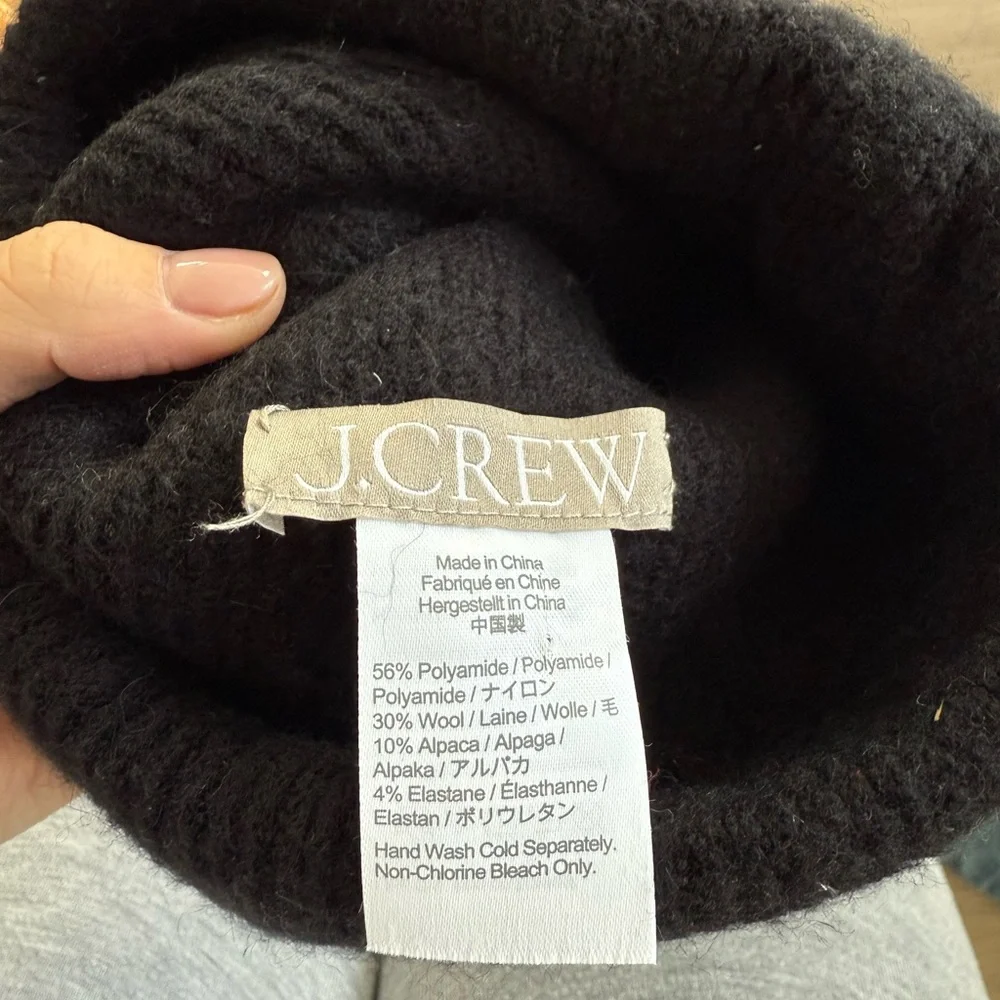 J.CREW
Made in China
Fabriqué en Chine
Hergestellt in China
中国製
56% Polyamide / Polyamide /
Polyamide / ナイロン
30% Wool / Laine / Wolle / 毛
10% Alpaca / Alpaga /
Alpaka / アルパカ
4% Elastane / Élasthanne /
Elastan / ポリウレタン
Hand Wash Cold Separately.
Non-Chlorine Bleach Only.